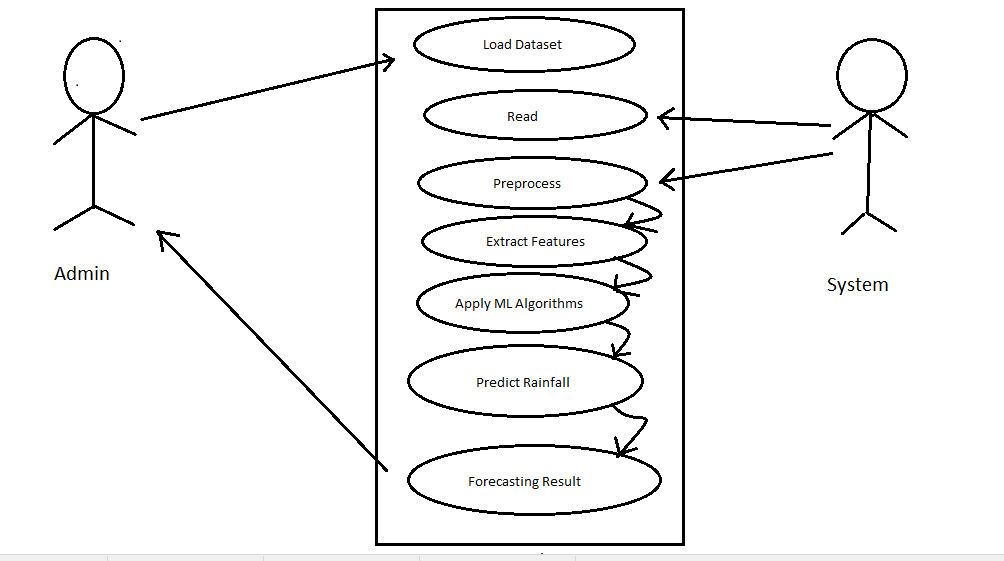 Load Dataset
Read
Preprocess
Extract Features
Apply ML Algorithms
Predict Rainfall
Forecasting Result
Admin
System